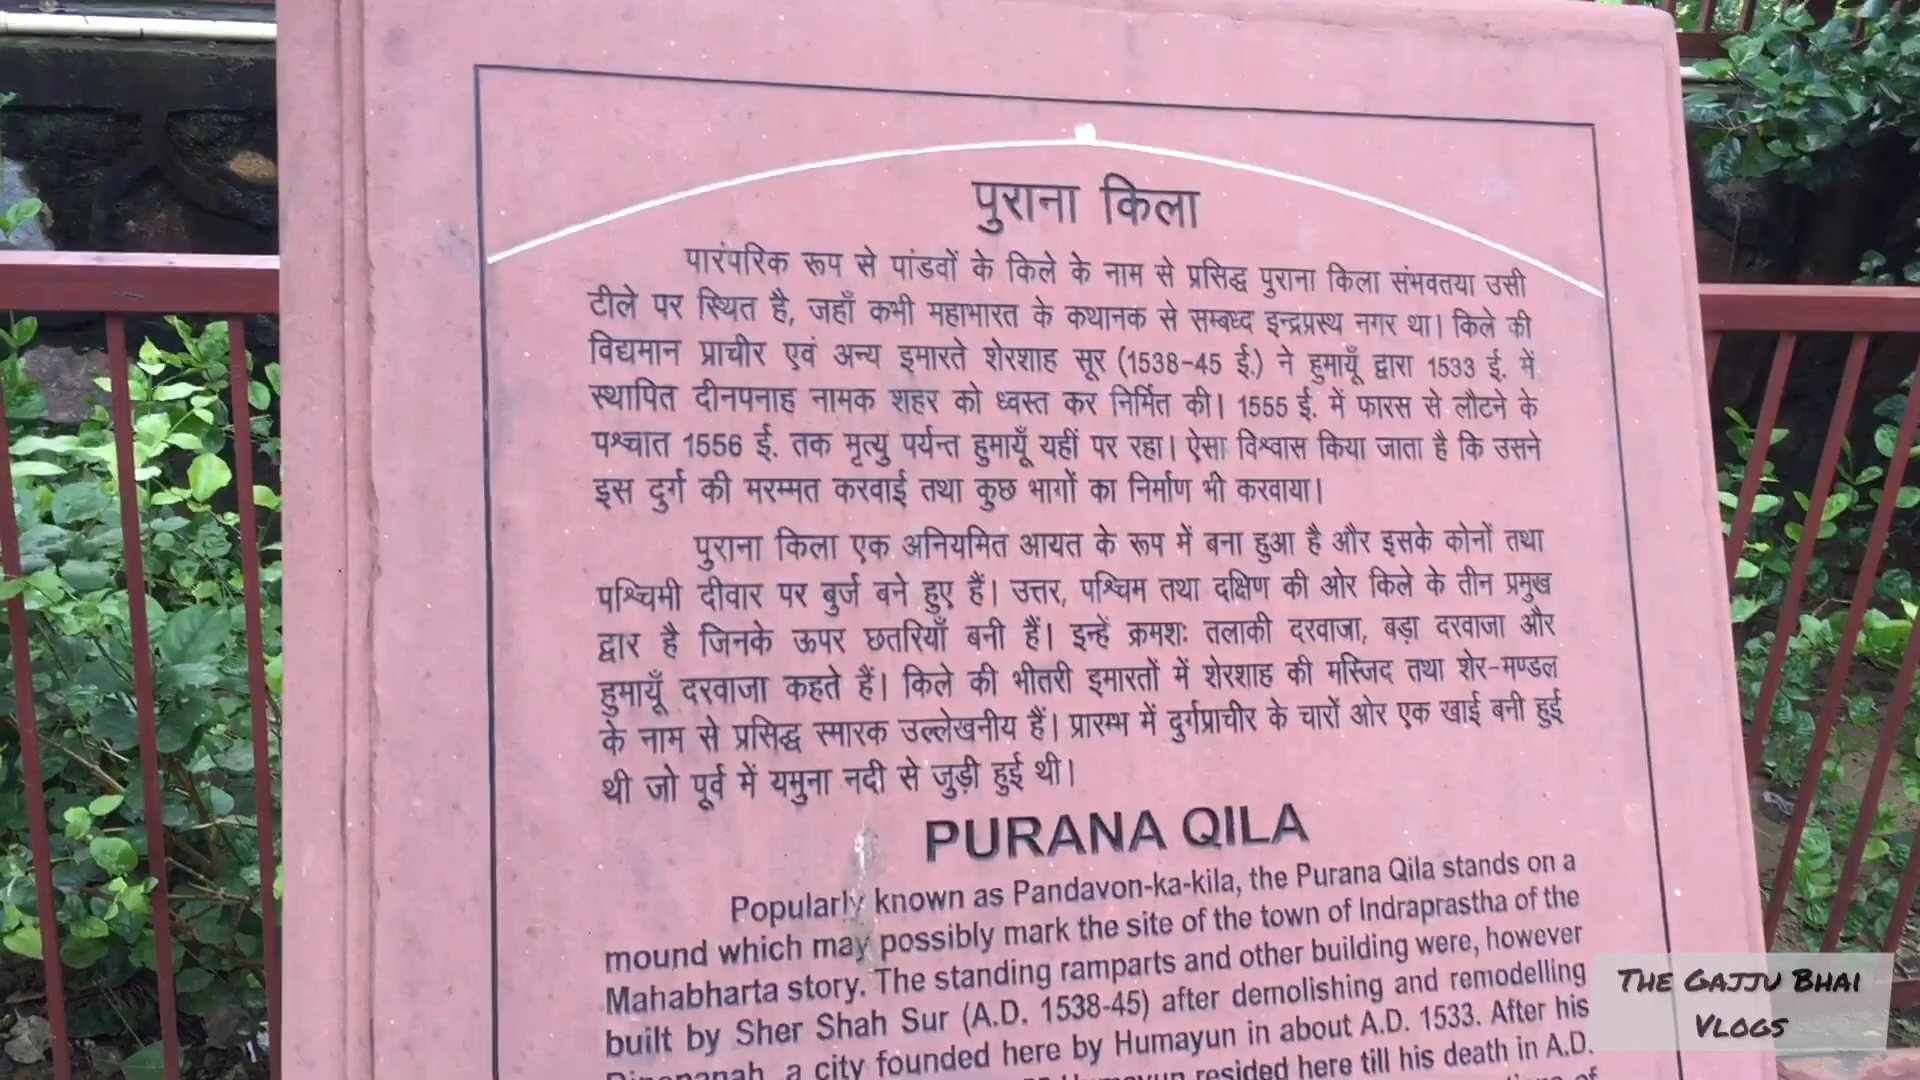 पुराना किला
पारंपरिक रूप से पांडवों के किले के नाम से प्रसिद्ध पुराना किला संभवतया उसी
टीले पर स्थित है, जहाँ कभी महाभारत के कथानक से सम्बध्द इन्द्रप्रस्थ नगर था। किले की
विद्यमान प्राचीर एवं अन्य इमारते शेरशाह सूर (1538-45 ई.) ने हुमायूँ द्वारा 1533 ई. में
स्थापित दीनपनाह नामक शहर को ध्वस्त कर निर्मित की। 1555 ई. में फारस से लौटने के
पश्चात 1556 ई. तक मृत्यु पर्यन्त हुमायूँ यहीं पर रहा। ऐसा विश्वास किया जाता है कि उसने
इस दुर्ग की मरम्मत करवाई तथा कुछ भागों का निर्माण भी करवाया।
पुराना किला एक अनियमित आयत के रूप में बना हुआ है और इसके कोनों तथा
पश्चिमी दीवार पर बुर्ज बने हुए हैं। उत्तर, पश्चिम तथा दक्षिण की ओर किले के तीन प्रमुख
द्वार है जिनके ऊपर छतरियाँ बनी हैं। इन्हें क्रमशः तलाकी दरवाजा, बड़ा दरवाजा और
हुमायूँ दरवाजा कहते हैं। किले की भीतरी इमारतों में शेरशाह की मस्जिद तथा शेर-मण्डल
के नाम से प्रसिद्ध स्मारक उल्लेखनीय हैं। प्रारम्भ में दुर्गप्राचीर के चारों ओर एक खाई बनी हुई
थी जो पूर्व में यमुना नदी से जुड़ी हुई थी।
PURANA QILA
Popularly known as Pandavon-ka-kila, the Purana Qila stands on a
mound which may possibly mark the site of the town of Indraprastha of the
Mahabharta story. The standing ramparts and other building were, however
built by Sher Shah Sur (A.D. 1538-45) after demolishing and remodelling
a city founded here by Humayun in about A.D. 1533. After his
Humayun resided here till his death in A.D.
of
THE GAJJU BHAI
VLOGS